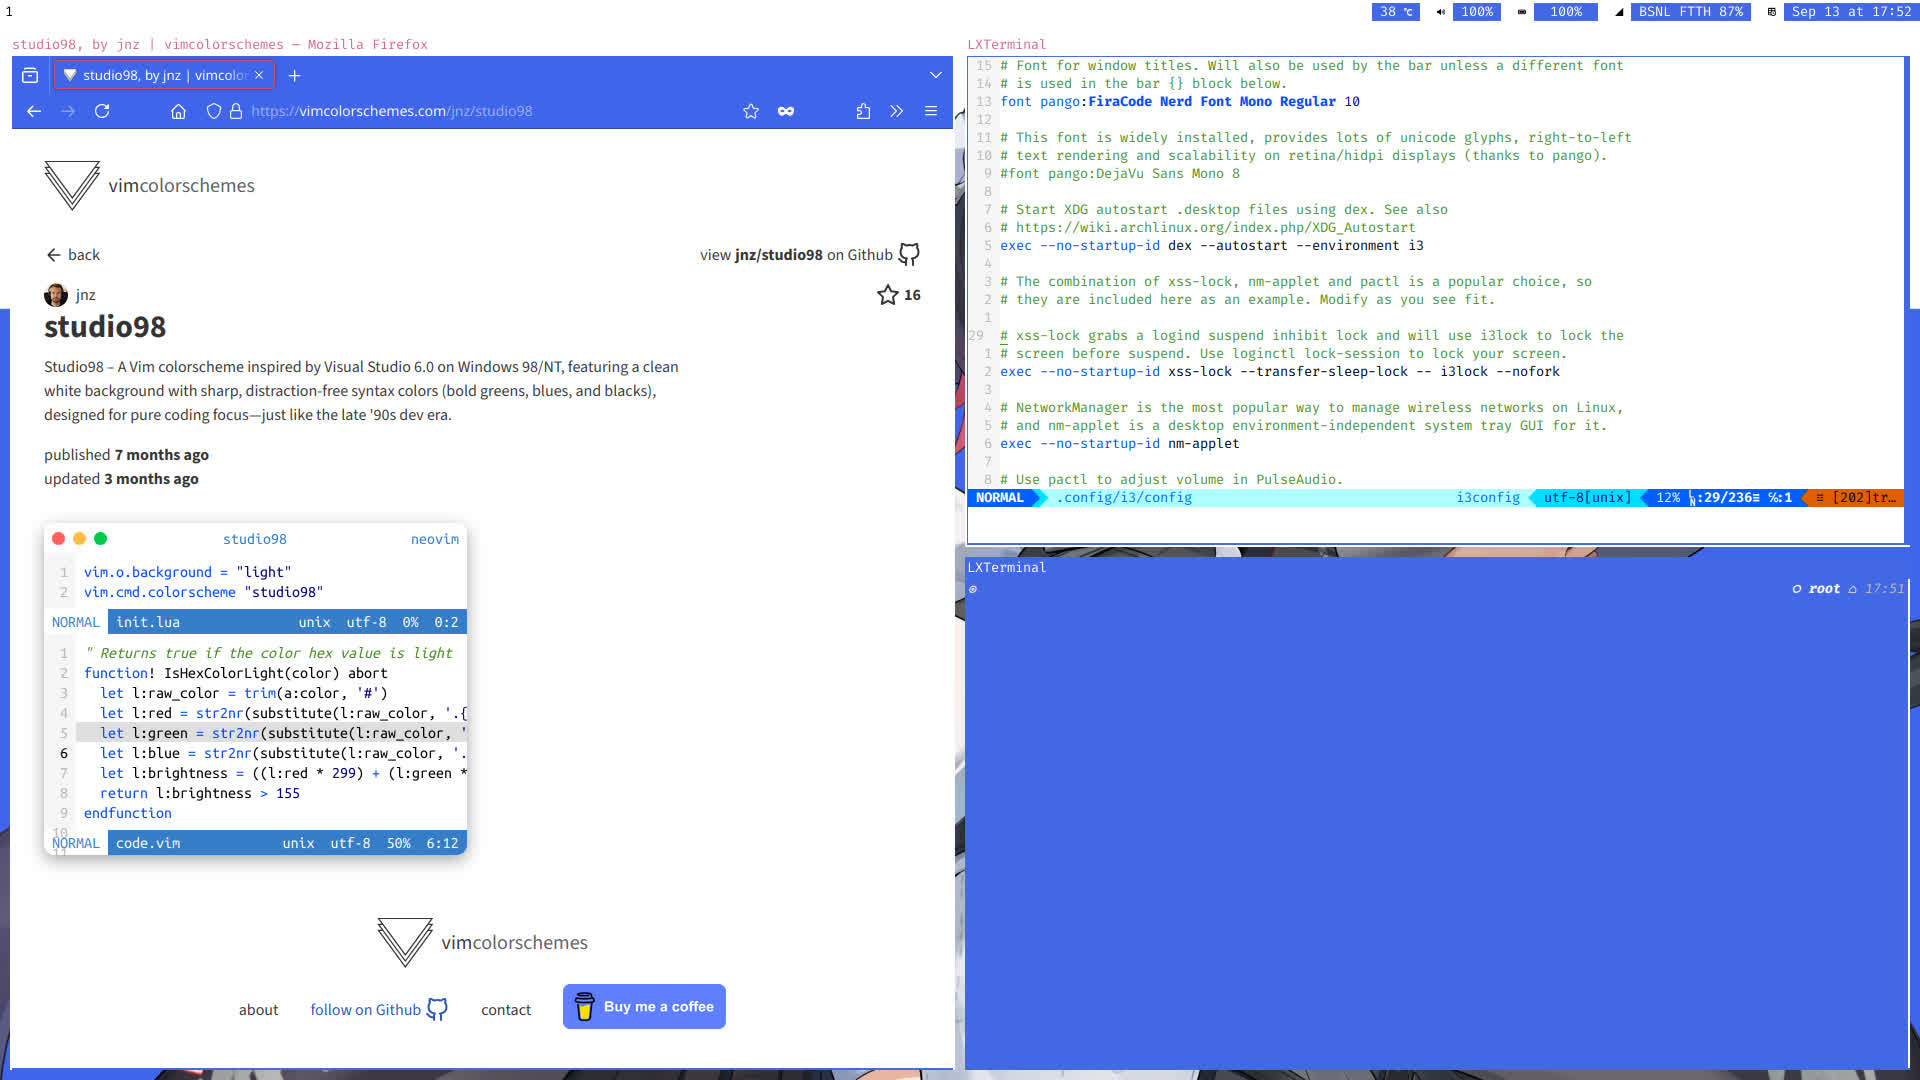 1
38 ℃ 100% 100% BSNL FTTH 87% Sep 13 at 17:52
studio98, by jnz | vimcolorschemes — Mozilla Firefox
studio98, by jnz | vimcolor
https://vimcolorschemes.com/jnz/studio98
vimcolorschemes
back
view jnz/studio98 on Github
jnz
16
studio98
Studio98 – A Vim colorscheme inspired by Visual Studio 6.0 on Windows 98/NT, featuring a clean
white background with sharp, distraction-free syntax colors (bold greens, blues, and blacks),
designed for pure coding focus—just like the late '90s dev era.
published 7 months ago
updated 3 months ago
studio98 neovim
1 vim.o.background = "light"
2 vim.cmd.colorscheme "studio98"
NORMAL init.lua unix utf-8 0% 0:2
1 " Returns true if the color hex value is light
2 function! IsHexColorLight(color) abort
3 let l:raw_color = trim(a:color, '#')
4 let l:red = str2nr(substitute(l:raw_color, '.{
5 let l:green = str2nr(substitute(l:raw_color, '
6 let l:blue = str2nr(substitute(l:raw_color, '.
7 let l:brightness = ((l:red * 299) + (l:green *
8 return l:brightness > 155
9 endfunction
10
NORMAL code.vim unix utf-8 50% 6:12
11
vimcolorschemes
about
follow on Github
contact
Buy me a coffee
LXTerminal
15 # Font for window titles. Will also be used by the bar unless a different font
14 # is used in the bar {} block below.
13 font pango:FiraCode Nerd Font Mono Regular 10
12
11 # This font is widely installed, provides lots of unicode glyphs, right-to-left
10 # text rendering and scalability on retina/hidpi displays (thanks to pango).
9 #font pango:DejaVu Sans Mono 8
8
7 # Start XDG autostart .desktop files using dex. See also
6 # https://wiki.archlinux.org/index.php/XDG_Autostart
5 exec --no-startup-id dex --autostart --environment i3
4
3 # The combination of xss-lock, nm-applet and pactl is a popular choice, so
2 # they are included here as an example. Modify as you see fit.
1
29 # xss-lock grabs a logind suspend inhibit lock and will use i3lock to lock the
1 # screen before suspend. Use loginctl lock-session to lock your screen.
2 exec --no-startup-id xss-lock --transfer-sleep-lock -- i3lock --nofork
3
4 # NetworkManager is the most popular way to manage wireless networks on Linux,
5 # and nm-applet is a desktop environment-independent system tray GUI for it.
6 exec --no-startup-id nm-applet
7
8 # Use pactl to adjust volume in PulseAudio.
NORMAL .config/i3/config i3config utf-8[unix] 12% :29/236≡ ℅:1 ≡ [202]tr…
LXTerminal
root 17:51